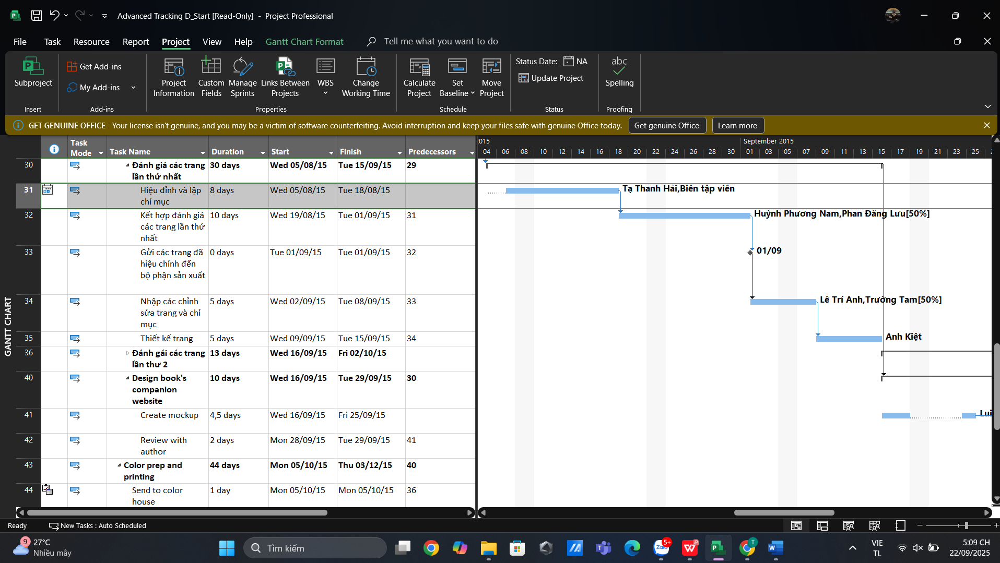 Advanced Tracking D_Start [Read-Only] - Project Professional
File Task Resource Report Project View Help Gantt Chart Format Tell me what you want to do
Subproject
Insert
Get Add-ins
My Add-ins
Add-ins
Project Information
Custom Fields
Manage Sprints
Links Between Projects
WBS
Change Working Time
Properties
Calculate Project
Set Baseline
Move Project
Schedule
Status Date: NA
Update Project
Status
abc
Spelling
Proofing
GET GENUINE OFFICE Your license isn't genuine, and you may be a victim of software counterfeiting. Avoid interruption and keep your files safe with genuine Office today. Get genuine Office Learn more
Task Mode Task Name Duration Start Finish Predecessors
30 Đánh giá các trang lần thứ nhất 30 days Wed 05/08/15 Tue 15/09/15 29
31 Hiệu đỉnh và lập chỉ mục 8 days Wed 05/08/15 Tue 18/08/15
32 Kết hợp đánh giá các trang lần thứ nhất 10 days Wed 19/08/15 Tue 01/09/15 31
33 Gửi các trang đã hiệu chỉnh đến bộ phận sản xuất 0 days Tue 01/09/15 Tue 01/09/15 32
34 Nhập các chỉnh sửa trang và chỉ mục 5 days Wed 02/09/15 Tue 08/09/15 33
35 Thiết kế trang 5 days Wed 09/09/15 Tue 15/09/15 34
36 Đánh gái các trang lần thư 2 13 days Wed 16/09/15 Fri 02/10/15
40 Design book's companion website 10 days Wed 16/09/15 Tue 29/09/15 30
41 Create mockup 4,5 days Wed 16/09/15 Fri 25/09/15
42 Review with author 2 days Mon 28/09/15 Tue 29/09/15 41
43 Color prep and printing 44 days Mon 05/10/15 Thu 03/12/15 40
44 Send to color house 1 day Mon 05/10/15 Mon 05/10/15 36
GANTT CHART
2015 September 2015
04 06 08 10 12 14 16 18 20 22 24 26 28 30 01 03 05 07 09 11 13 15 17 19 21 23 25
Tạ Thanh Hải,Biên tập viên
Huỳnh Phương Nam,Phan Đăng Lưu[50%]
01/09
Lê Trí Anh,Trường Tam[50%]
Anh Kiệt
Lui
Ready New Tasks : Auto Scheduled
9
27°C
Nhiều mây
Tìm kiếm
Zalo
5+
T
VIE
TL
5:09 CH
22/09/2025